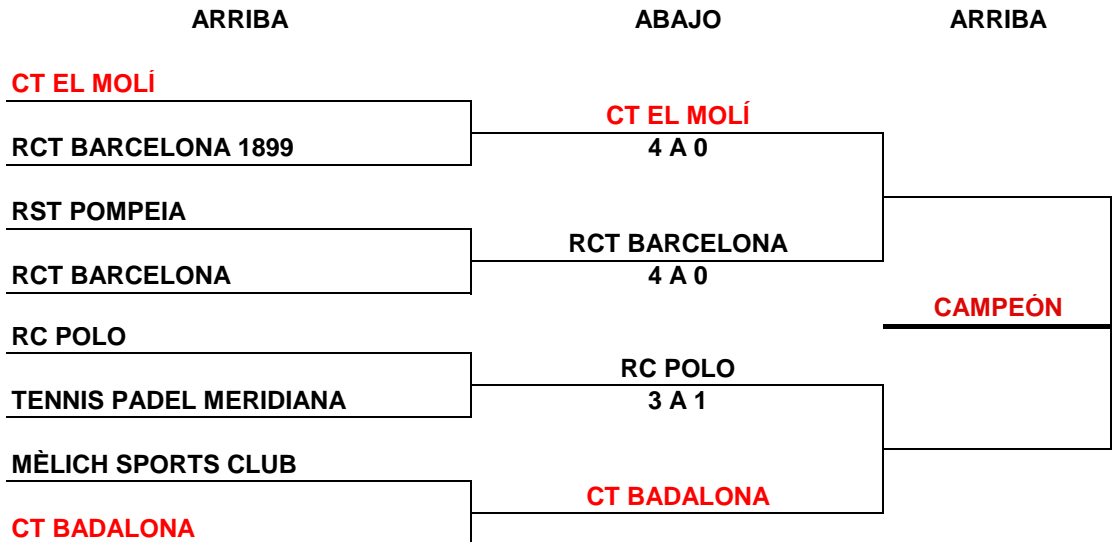 ARRIBA ABAJO ARRIBA
CT EL MOLÍ
CT EL MOLÍ
RCT BARCELONA 1899 4 A 0
RST POMPEIA
RCT BARCELONA
RCT BARCELONA 4 A 0
CAMPEÓN
RC POLO
RC POLO
TENNIS PADEL MERIDIANA 3 A 1
MÈLICH SPORTS CLUB
CT BADALONA
CT BADALONA